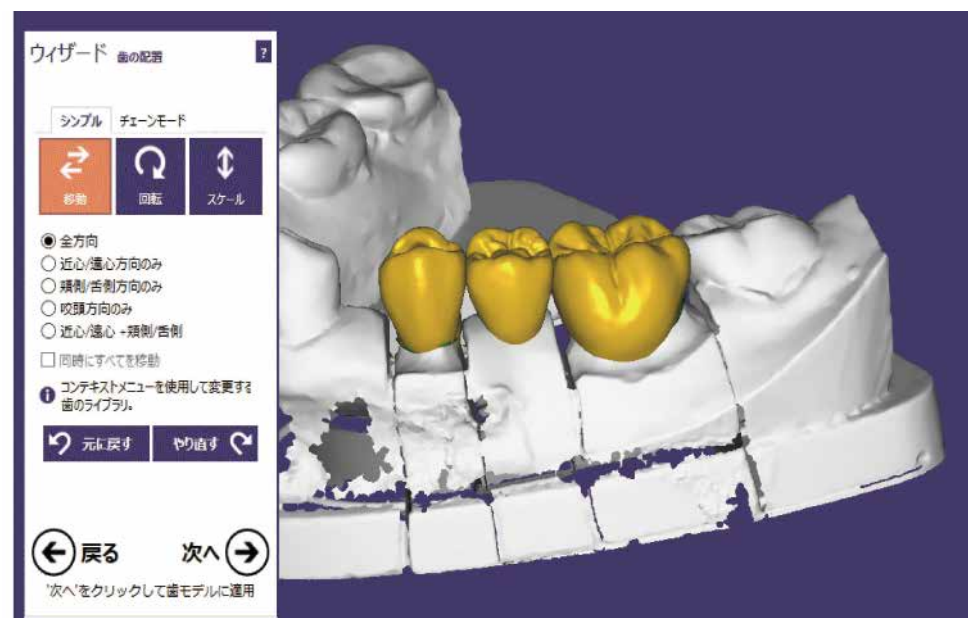 ウィザード 歯の配置 ?
シンプル チェーンモード
移動 回転 スケール
全方向
近心/遠心方向のみ
頬側/舌側方向のみ
咬頭方向のみ
近心/遠心 +頬側/舌側
同時にすべてを移動
コンテキストメニューを使用して変更する
歯のライブラリ。
元に戻す やり直す
戻る 次へ
'次へ'をクリックして歯モデルに適用